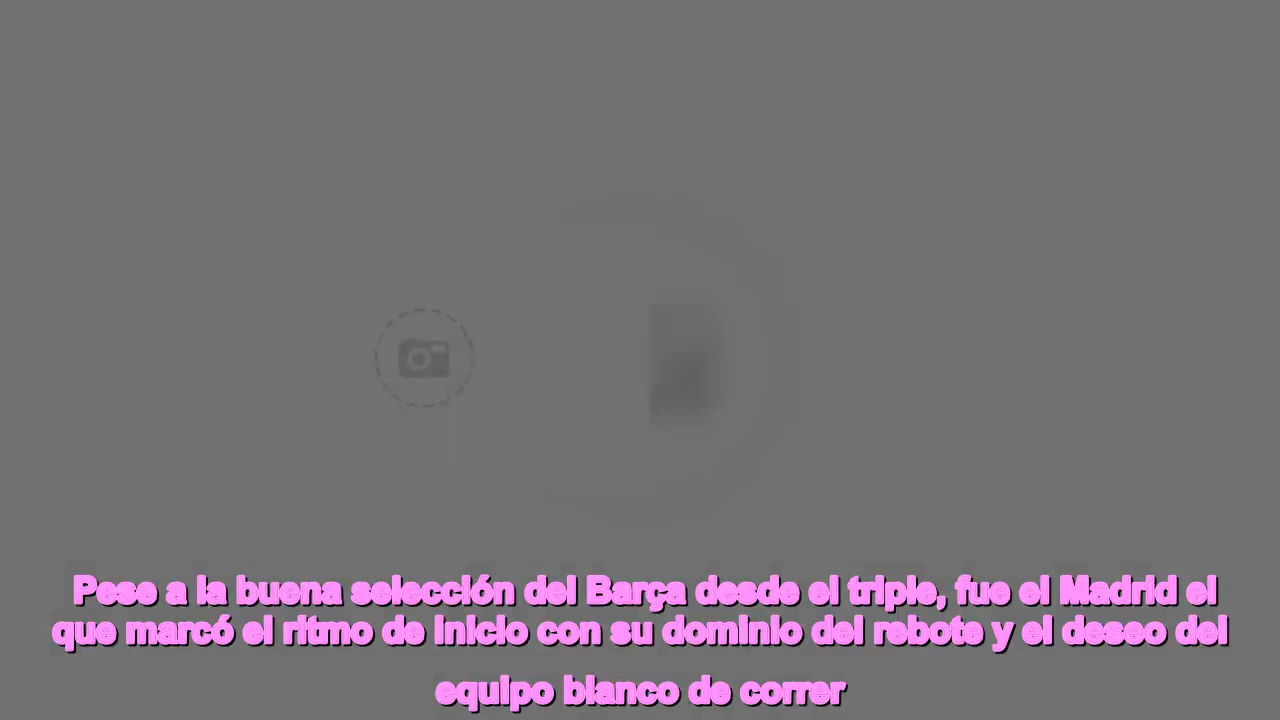 Pese a la buena selección del Barça desde el triple, fue el Madrid el
que marcó el ritmo de inicio con su dominio del rebote y el deseo del
equipo blanco de correr